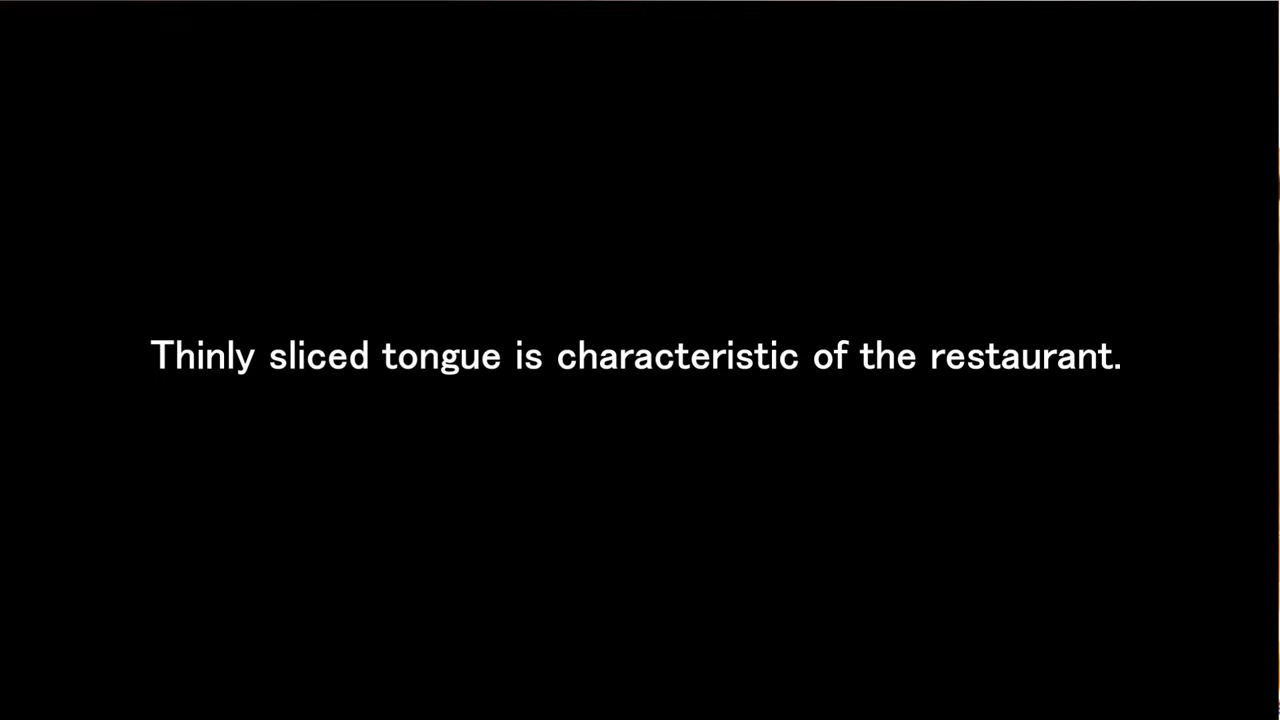 Thinly sliced tongue is characteristic of the restaurant.